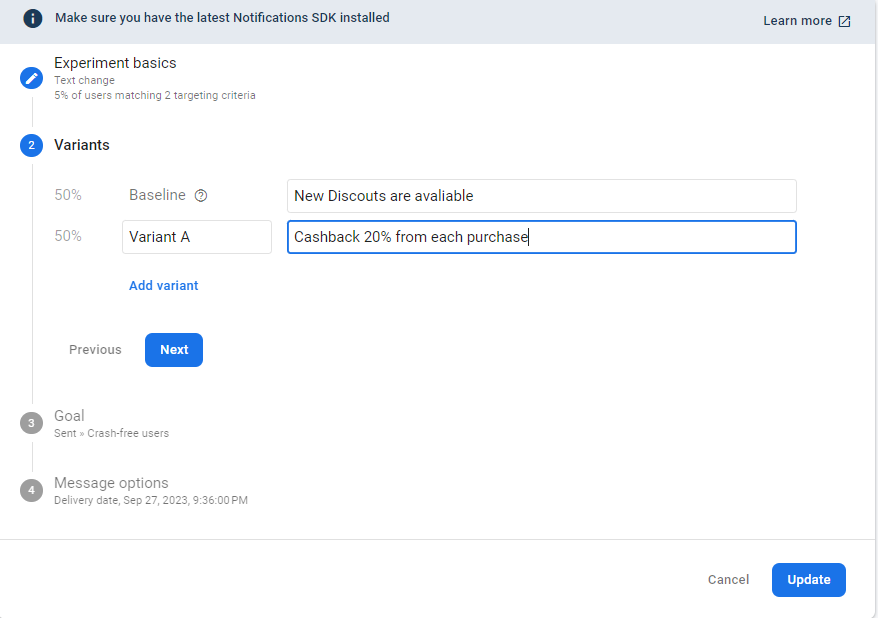 Make sure you have the latest Notifications SDK installed
Learn more
Experiment basics
Text change
5% of users matching 2 targeting criteria
2 Variants
50% Baseline New Discouts are avaliable
50% Variant A Cashback 20% from each purchase
Add variant
Previous Next
3 Goal
Sent » Crash-free users
4 Message options
Delivery date, Sep 27, 2023, 9:36:00 PM
Cancel Update